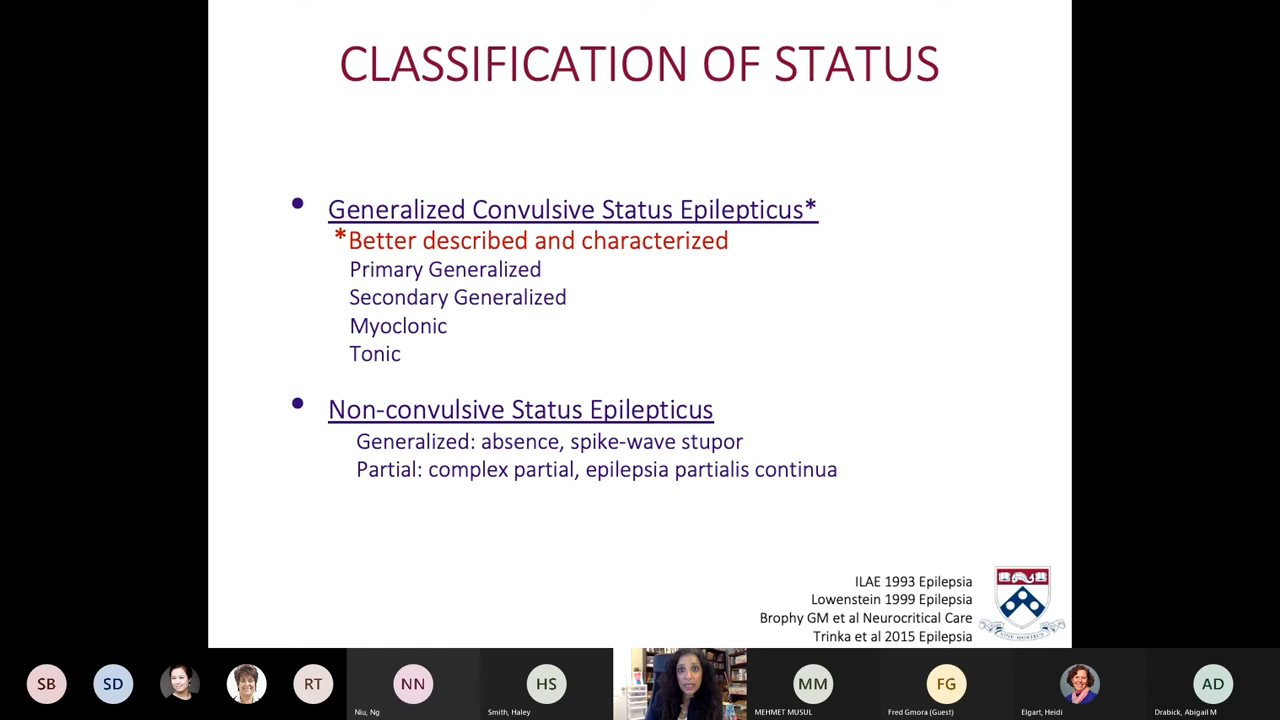 CLASSIFICATION OF STATUS
• Generalized Convulsive Status Epilepticus*
*Better described and characterized
Primary Generalized
Secondary Generalized
Myoclonic
Tonic
• Non-convulsive Status Epilepticus
Generalized: absence, spike-wave stupor
Partial: complex partial, epilepsia partialis continua
ILAE 1993 Epilepsia
Lowenstein 1999 Epilepsia
Brophy GM et al Neurocritical Care
Trinka et al 2015 Epilepsia
SB
SD
RT
NN
HS
MM
FG
AD
Niu, Ng
Smith, Haley
MEHMET MUSUL
Fred Gmora (Guest)
Elgart, Heidi
Drabick, Abigail M